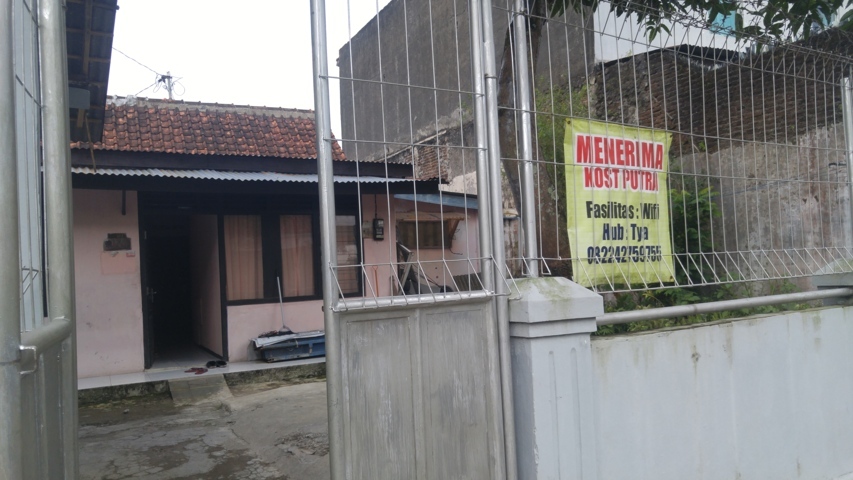 MENERIMA
KOST PUTRA
Fasilitas : Wifi
Hub : Tya
082242759755